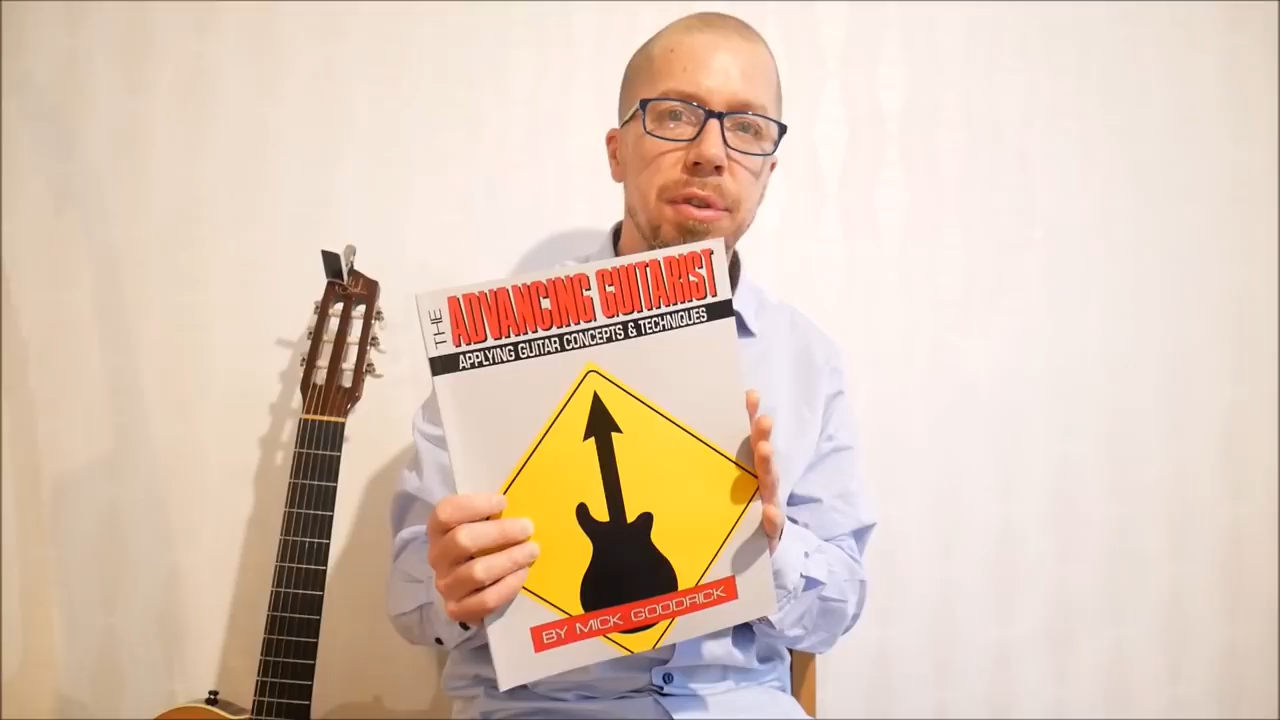 THE
ADVANCING GUITARIST
APPLYING GUITAR CONCEPTS & TECHNIQUES
BY MICK GOODRICK